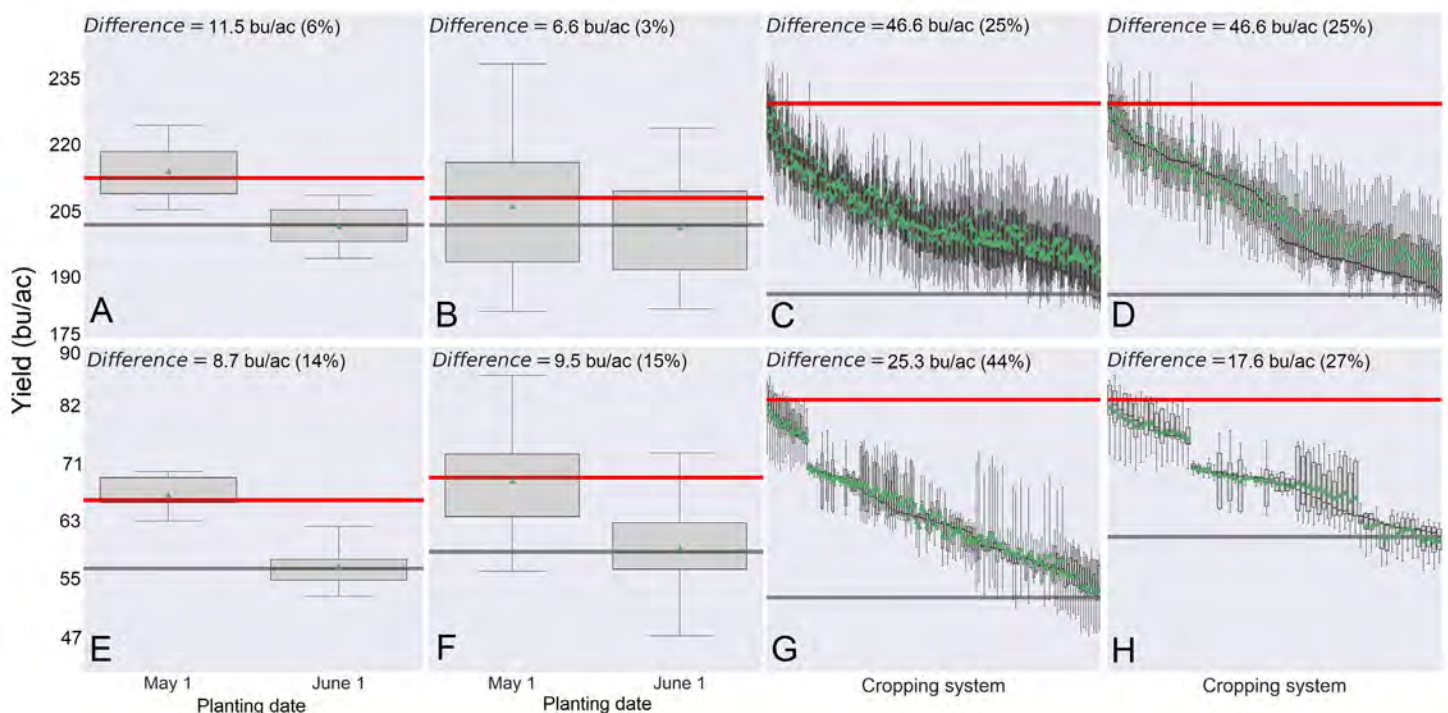 Difference = 11.5 bu/ac (6%)
Difference = 6.6 bu/ac (3%)
Difference = 46.6 bu/ac (25%)
Difference = 46.6 bu/ac (25%)
235
220
205
190
175
A
B
C
D
Yield (bu/ac)
Difference = 8.7 bu/ac (14%)
Difference = 9.5 bu/ac (15%)
Difference = 25.3 bu/ac (44%)
Difference = 17.6 bu/ac (27%)
90
82
71
63
55
47
E
F
G
H
May 1
June 1
May 1
June 1
Planting date
Planting date
Cropping system
Cropping system